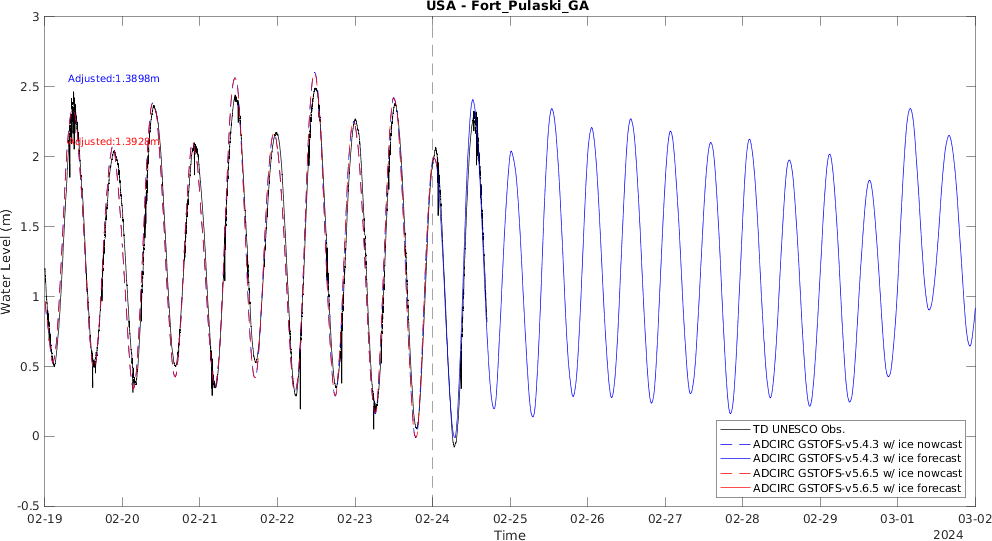 USA - Fort_Pulaski_GA
3
2.5
2
1.5
1
0.5
0
-0.5
Water Level (m)
Adjusted:1.3898m
Adjusted:1.3928m
TD UNESCO Obs.
ADCIRC GSTOFS-v5.4.3 w/ ice nowcast
ADCIRC GSTOFS-v5.4.3 w/ ice forecast
ADCIRC GSTOFS-v5.6.5 w/ ice nowcast
ADCIRC GSTOFS-v5.6.5 w/ ice forecast
02-19 02-20 02-21 02-22 02-23 02-24 02-25 02-26 02-27 02-28 02-29 03-01 03-02
Time
2024